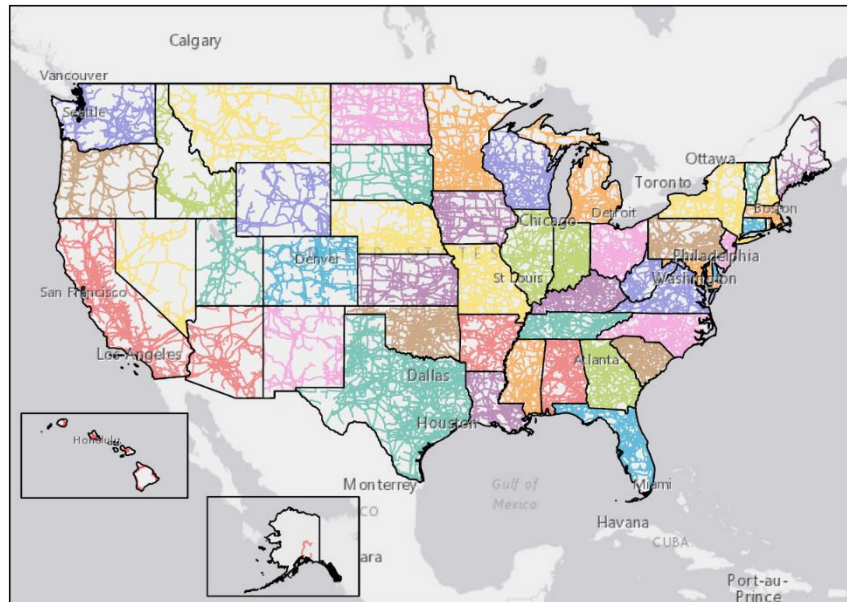 Calgary
Vancouver
Seattle
Ottawa
Toronto
Boston
Detroit
Chicago
Philadelphia
Denver
St Louis
Washington
San Francisco
Los Angeles
Atlanta
Dallas
Houston
Honolulu
Monterrey
Miami
Gulf of
Mexico
Havana
CUBA
Port-au-
Prince